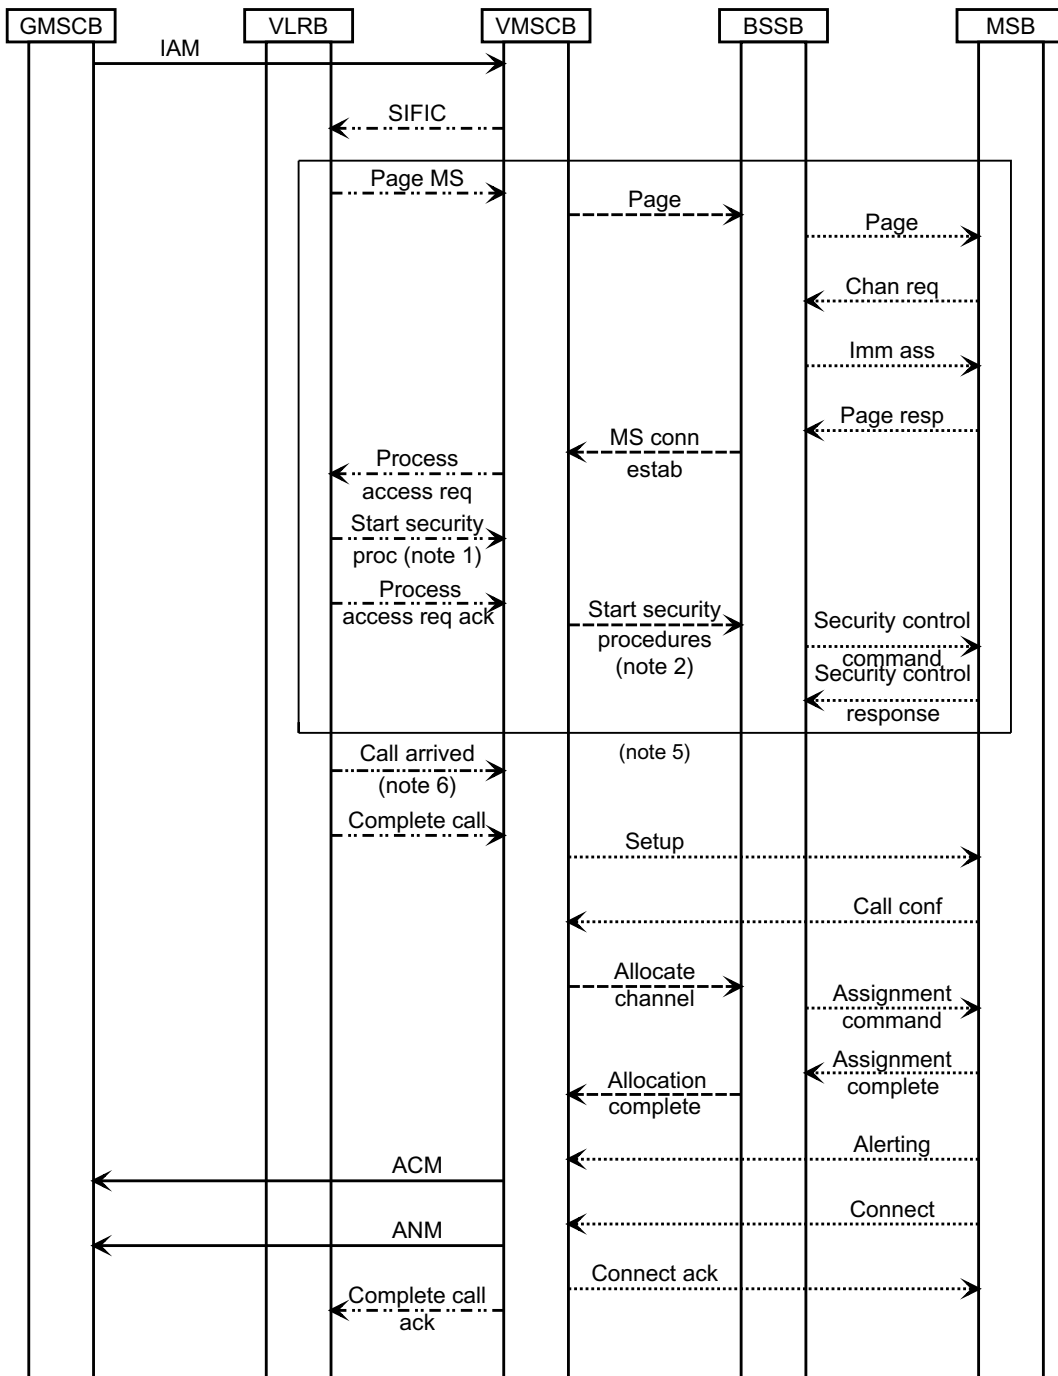 GMSCB
VLRB
VMSCB
BSSB
MSB
IAM
SIFIC
Page MS
Page
Page
Chan req
Imm ass
Page resp
MS conn
estab
Process
access req
Start security
proc (note 1)
Process
access req ack
Start security
procedures
(note 2)
Security control
command
Security control
response
(note 5)
Call arrived
(note 6)
Complete call
Setup
Call conf
Allocate
channel
Assignment
command
Assignment
complete
Allocation
complete
Alerting
ACM
Connect
ANM
Connect ack
Complete call
ack